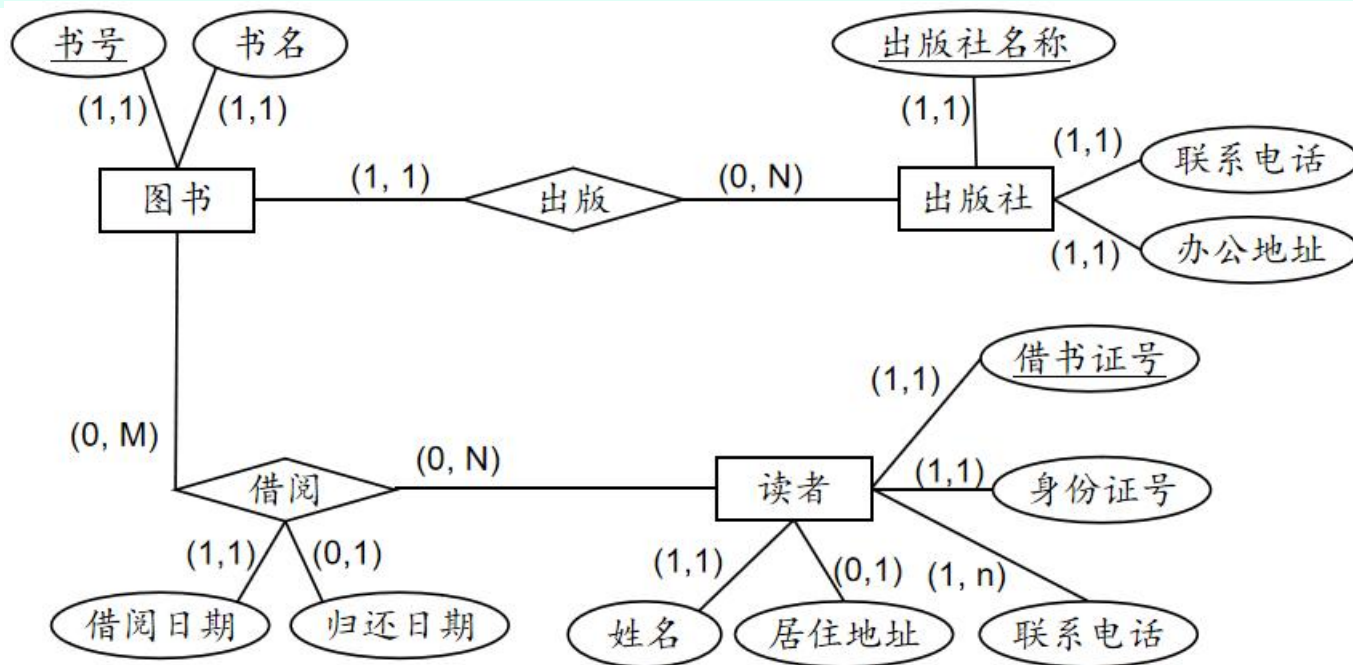 书号
书名
出版社名称
(1,1)
(1,1)
(1,1)
(1,1)
联系电话
图书
(1, 1)
出版
(0, N)
出版社
(1,1)
办公地址
借书证号
(1,1)
(0, M)
(0, N)
借阅
读者
(1,1)
身份证号
(1,1)
(0,1)
(1,1)
(0,1)
(1, n)
借阅日期
归还日期
姓名
居住地址
联系电话